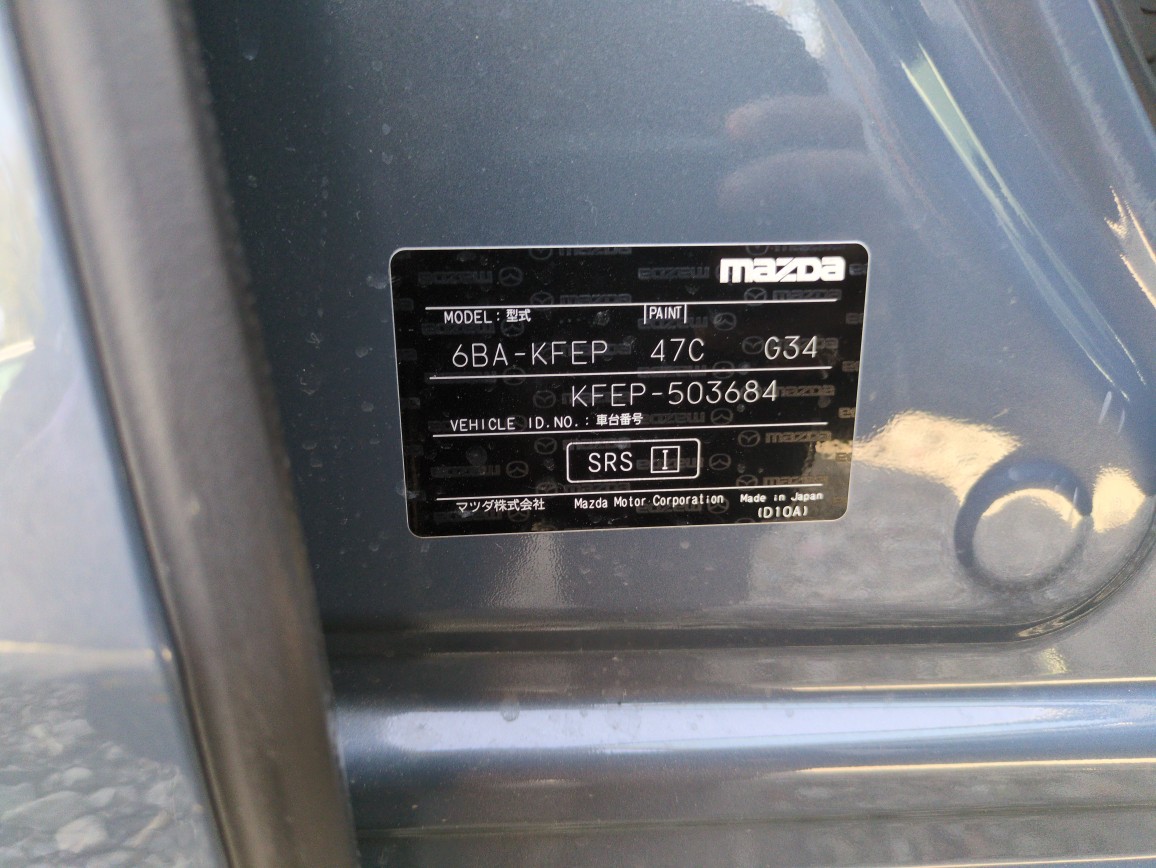 mazda
MODEL：型式 PAINT
6BA-KFEP 47C G34
KFEP-503684
VEHICLE ID.NO.：車台番号
SRS I
マツダ株式会社 Mazda Motor Corporation Made in Japan
(D10A)